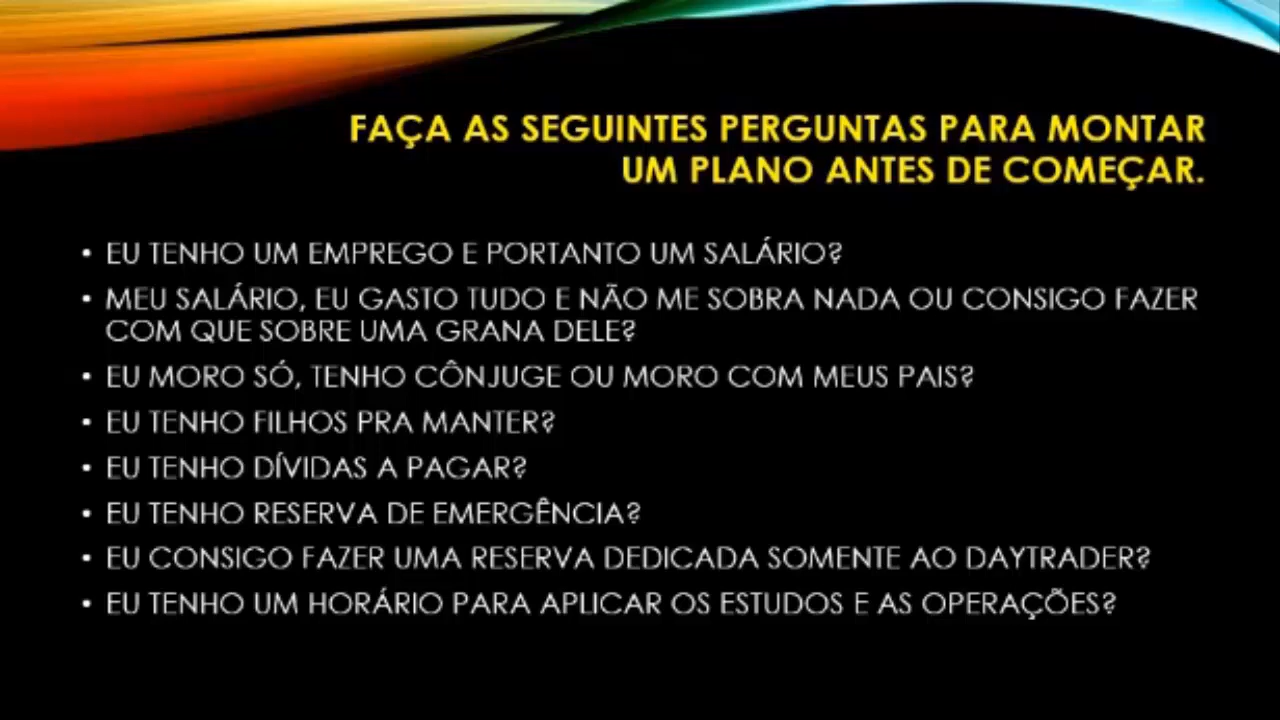 FAÇA AS SEGUINTES PERGUNTAS PARA MONTAR
UM PLANO ANTES DE COMEÇAR.
• EU TENHO UM EMPREGO E PORTANTO UM SALÁRIO?
• MEU SALÁRIO, EU GASTO TUDO E NÃO ME SOBRA NADA OU CONSIGO FAZER
COM QUE SOBRE UMA GRANA DELE?
• EU MORO SÓ, TENHO CÔNJUGE OU MORO COM MEUS PAIS?
• EU TENHO FILHOS PRA MANTER?
• EU TENHO DÍVIDAS A PAGAR?
• EU TENHO RESERVA DE EMERGÊNCIA?
• EU CONSIGO FAZER UMA RESERVA DEDICADA SOMENTE AO DAYTRADER?
• EU TENHO UM HORÁRIO PARA APLICAR OS ESTUDOS E AS OPERAÇÕES?